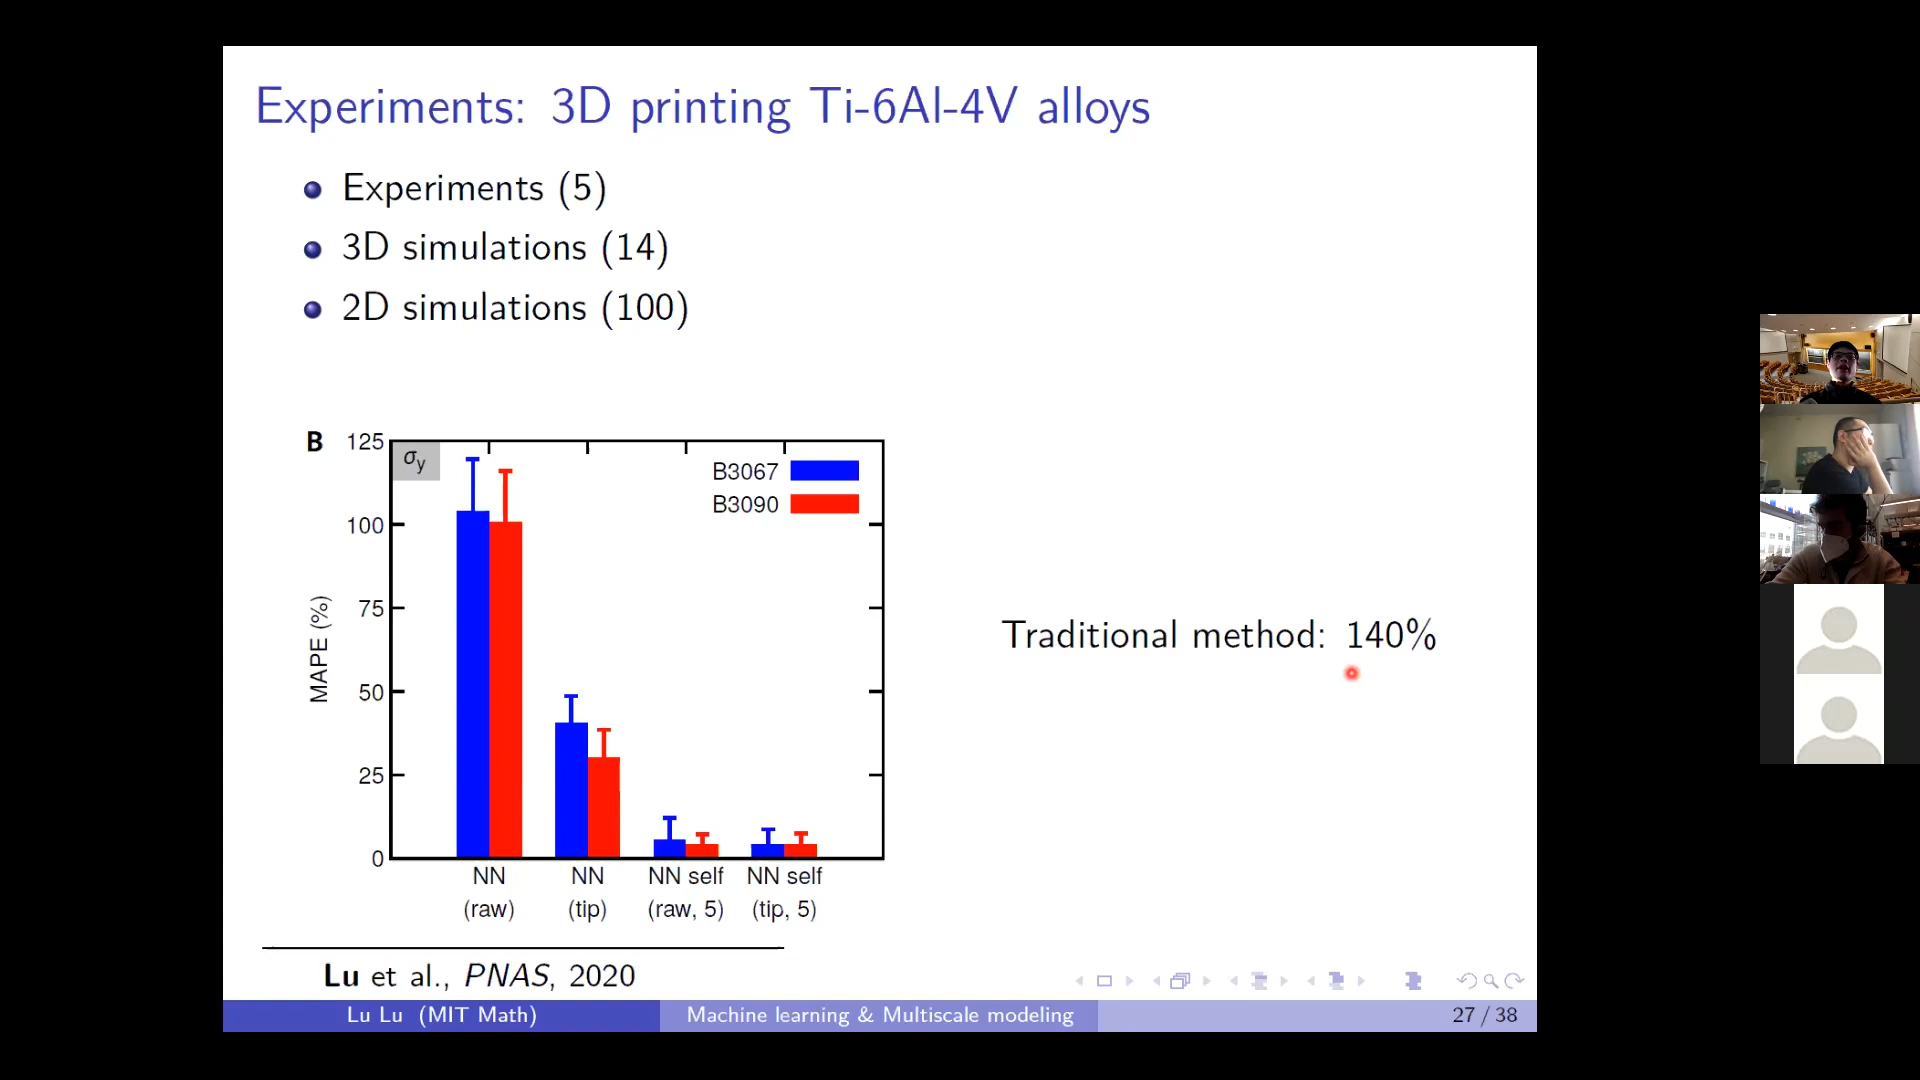 Experiments: 3D printing Ti-6Al-4V alloys
Experiments (5)
3D simulations (14)
2D simulations (100)
B
σy
B3067
B3090
125
100
75
50
25
0
MAPE (%)
NN
(raw)
NN
(tip)
NN self
(raw, 5)
NN self
(tip, 5)
Traditional method: 140%
Lu et al., PNAS, 2020
Lu Lu (MIT Math)
Machine learning & Multiscale modeling
27 / 38